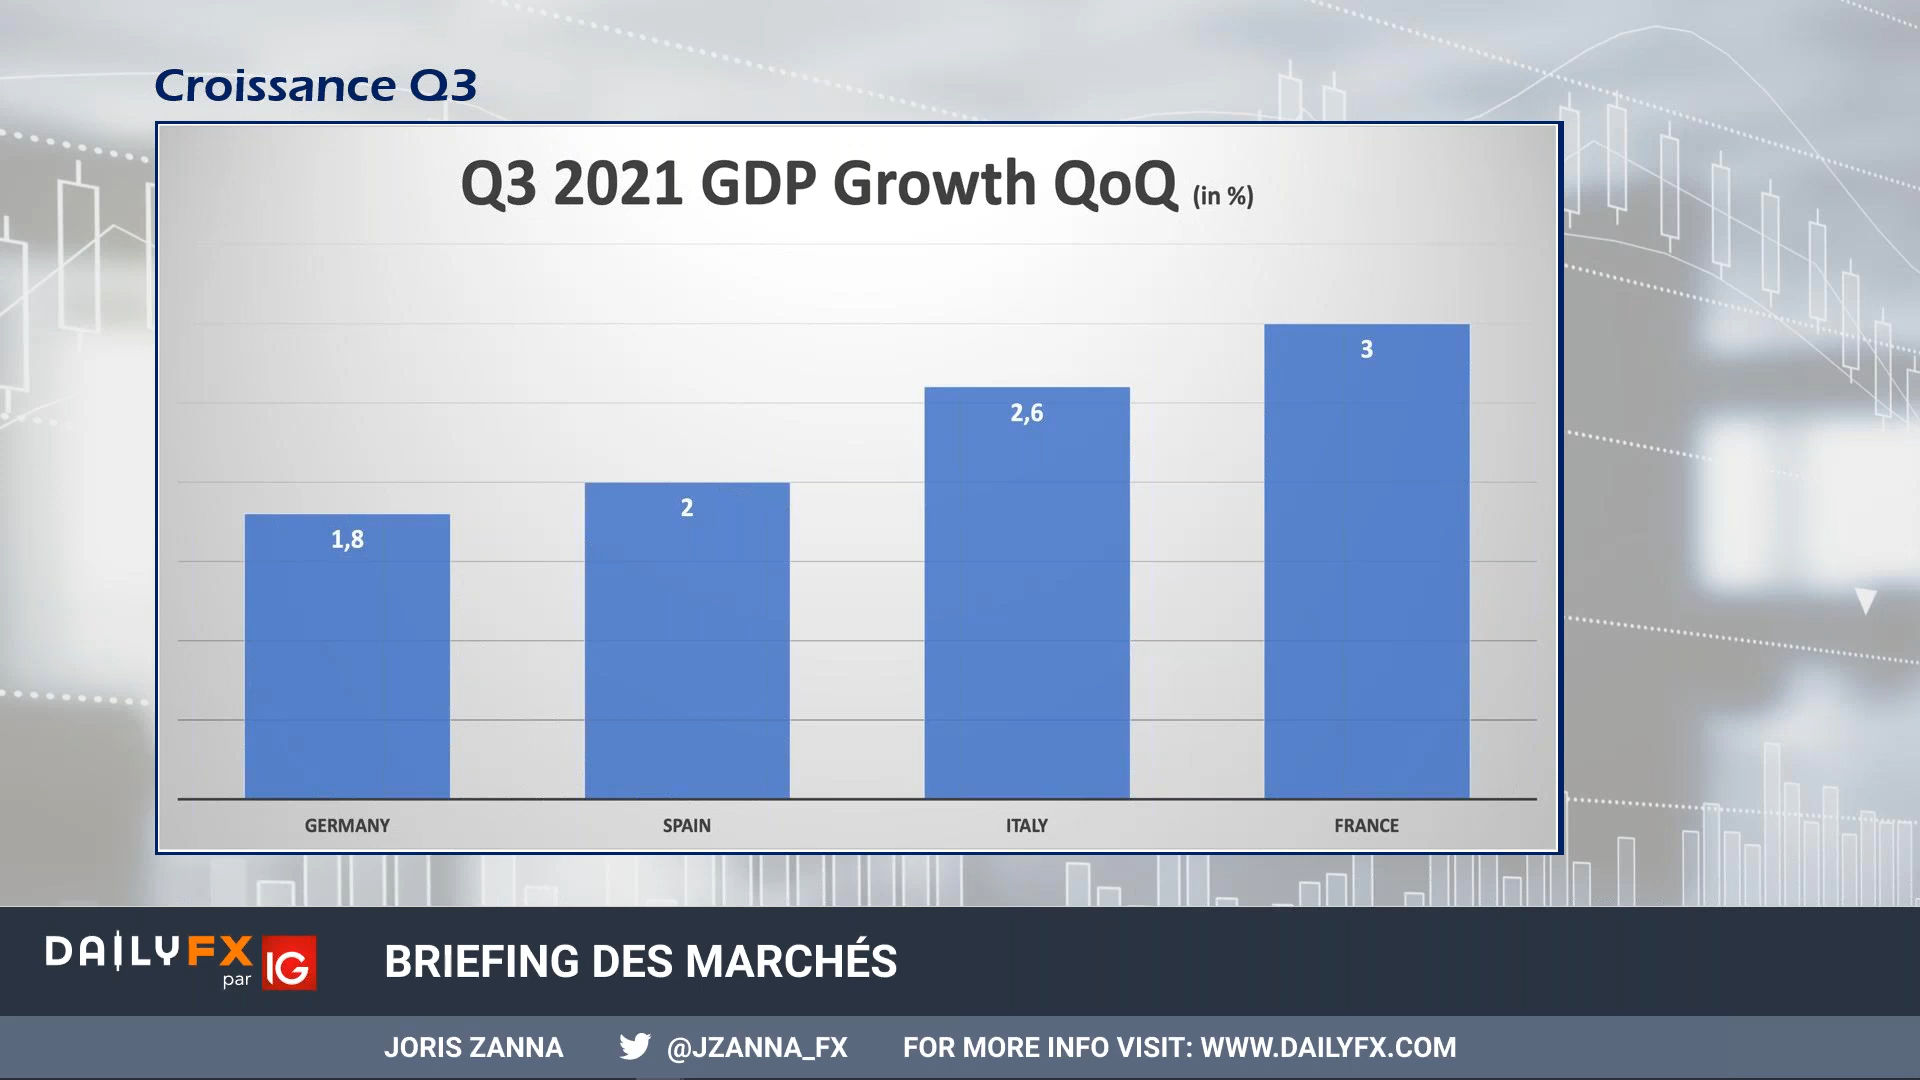 Croissance Q3
Q3 2021 GDP Growth QoQ (in %)
3
2,6
2
1,8
GERMANY SPAIN ITALY FRANCE
DAILYFX
par IG
BRIEFING DES MARCHÉS
JORIS ZANNA @JZANNA_FX FOR MORE INFO VISIT: WWW.DAILYFX.COM